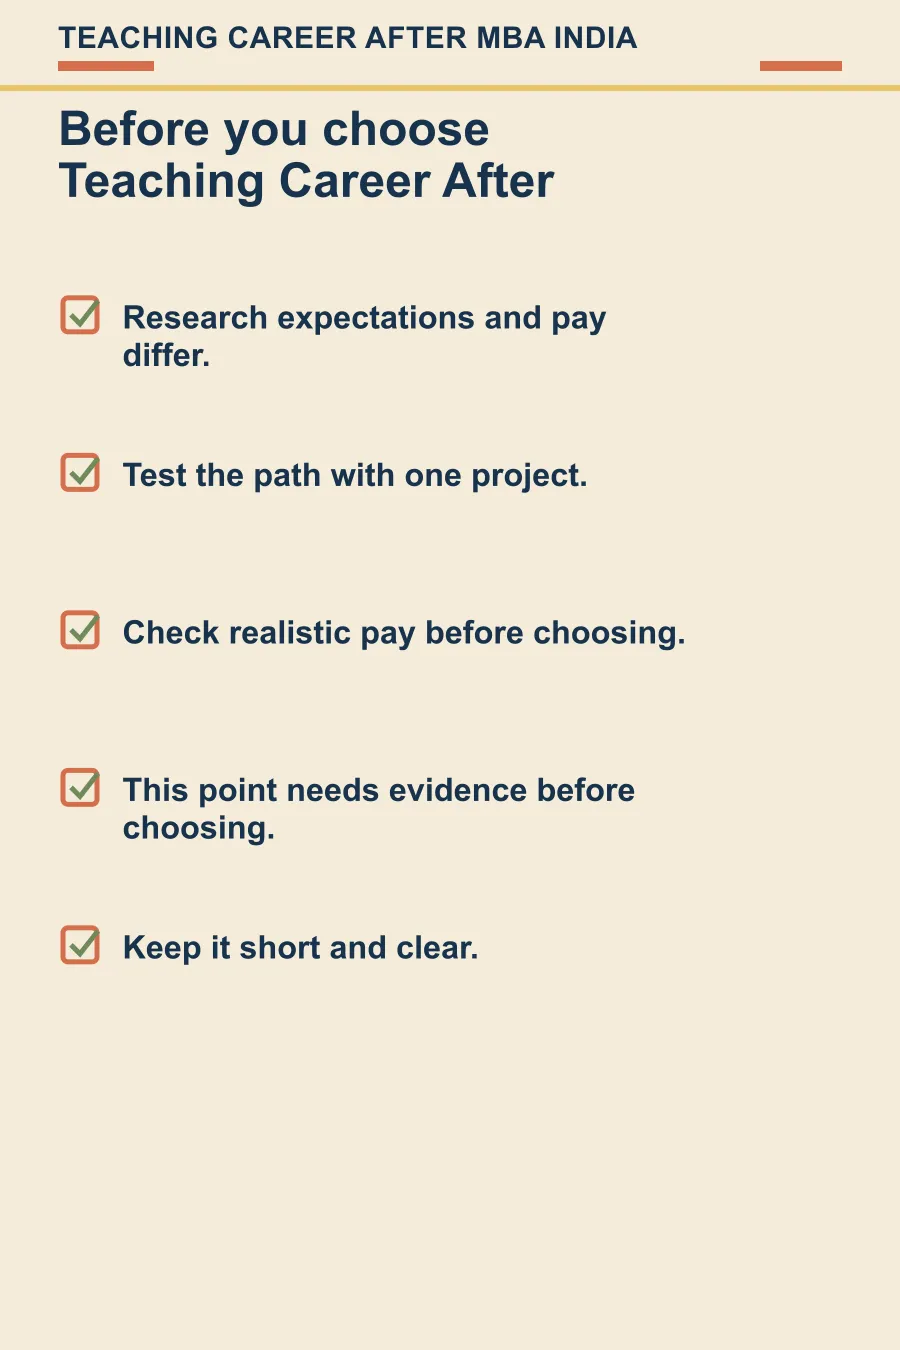 TEACHING CAREER AFTER MBA INDIA
Before you choose
Teaching Career After
Research expectations and pay
differ.
Test the path with one project.
Check realistic pay before choosing.
This point needs evidence before
choosing.
Keep it short and clear.